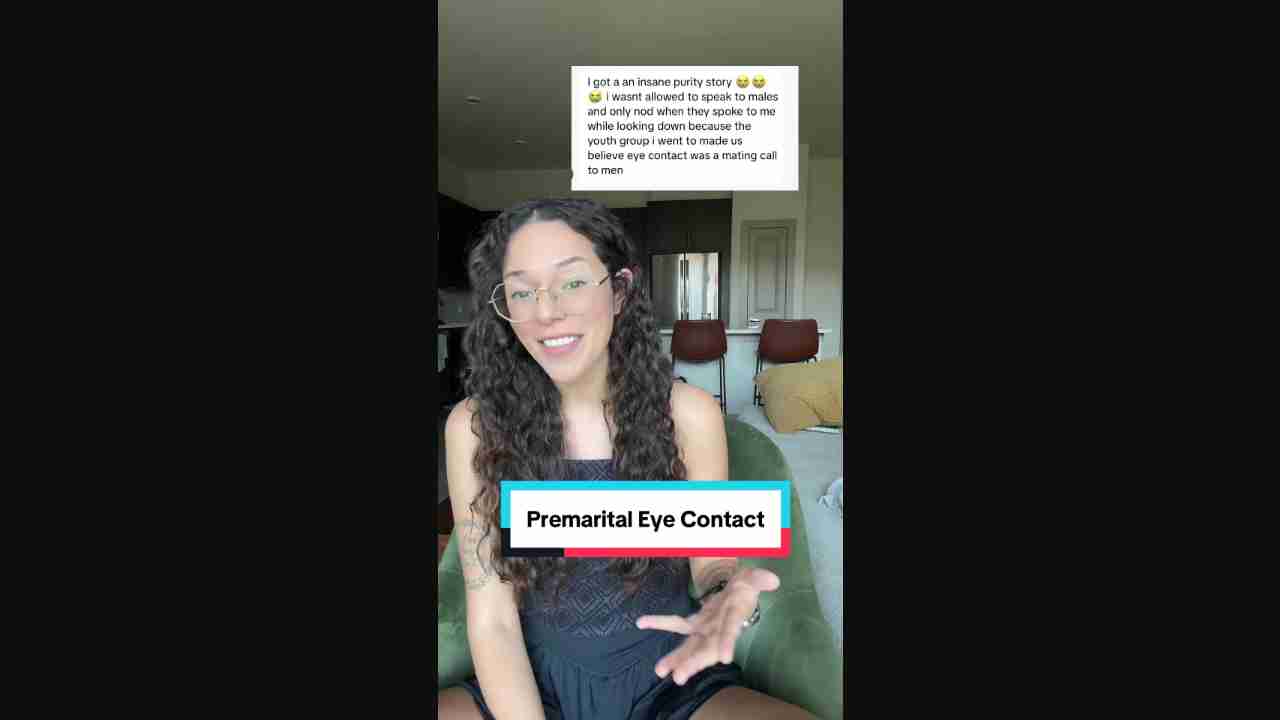 I got a an insane purity story 😭😭
😭 i wasnt allowed to speak to males
and only nod when they spoke to me
while looking down because the
youth group i went to made us
believe eye contact was a mating call
to men
Premarital Eye Contact